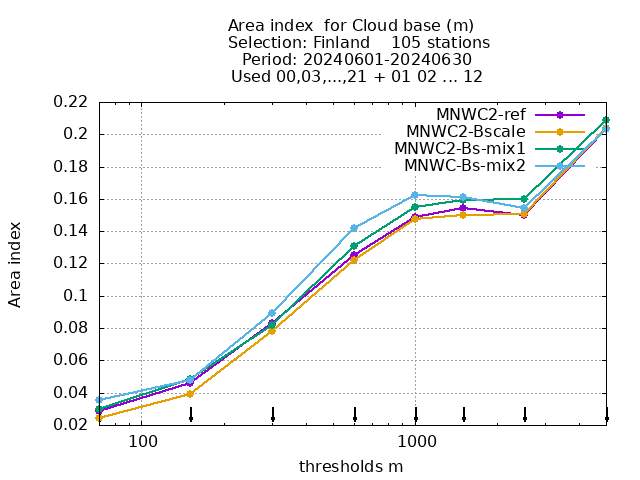 Area index  for Cloud base (m)
Selection: Finland    105 stations
Period: 20240601-20240630
Used 00,03,...,21 + 01 02 ... 12
0.22
0.2
0.18
0.16
0.14
0.12
0.1
0.08
0.06
0.04
0.02
Area index
MNWC2-ref
MNWC2-Bscale
MNWC2-Bs-mix1
MNWC-Bs-mix2
100
1000
thresholds m